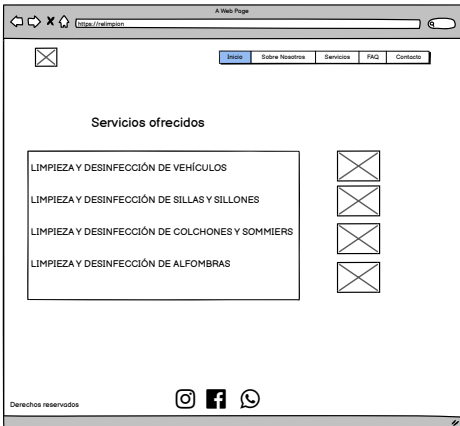 A Web Page
https://relimpion
Inicio Sobre Nosotros Servicios FAQ Contacto
Servicios ofrecidos
LIMPIEZA Y DESINFECCIÓN DE VEHÍCULOS
LIMPIEZA Y DESINFECCIÓN DE SILLAS Y SILLONES
LIMPIEZA Y DESINFECCIÓN DE COLCHONES Y SOMMIERS
LIMPIEZA Y DESINFECCIÓN DE ALFOMBRAS
Derechos reservados